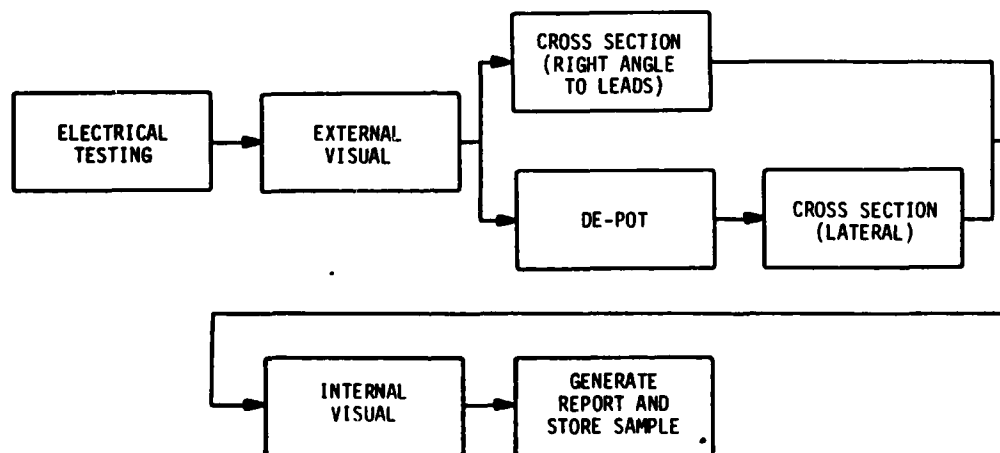 ELECTRICAL
TESTING
EXTERNAL
VISUAL
CROSS SECTION
(RIGHT ANGLE
TO LEADS)
DE-POT
CROSS SECTION
(LATERAL)
INTERNAL
VISUAL
GENERATE
REPORT AND
STORE SAMPLE